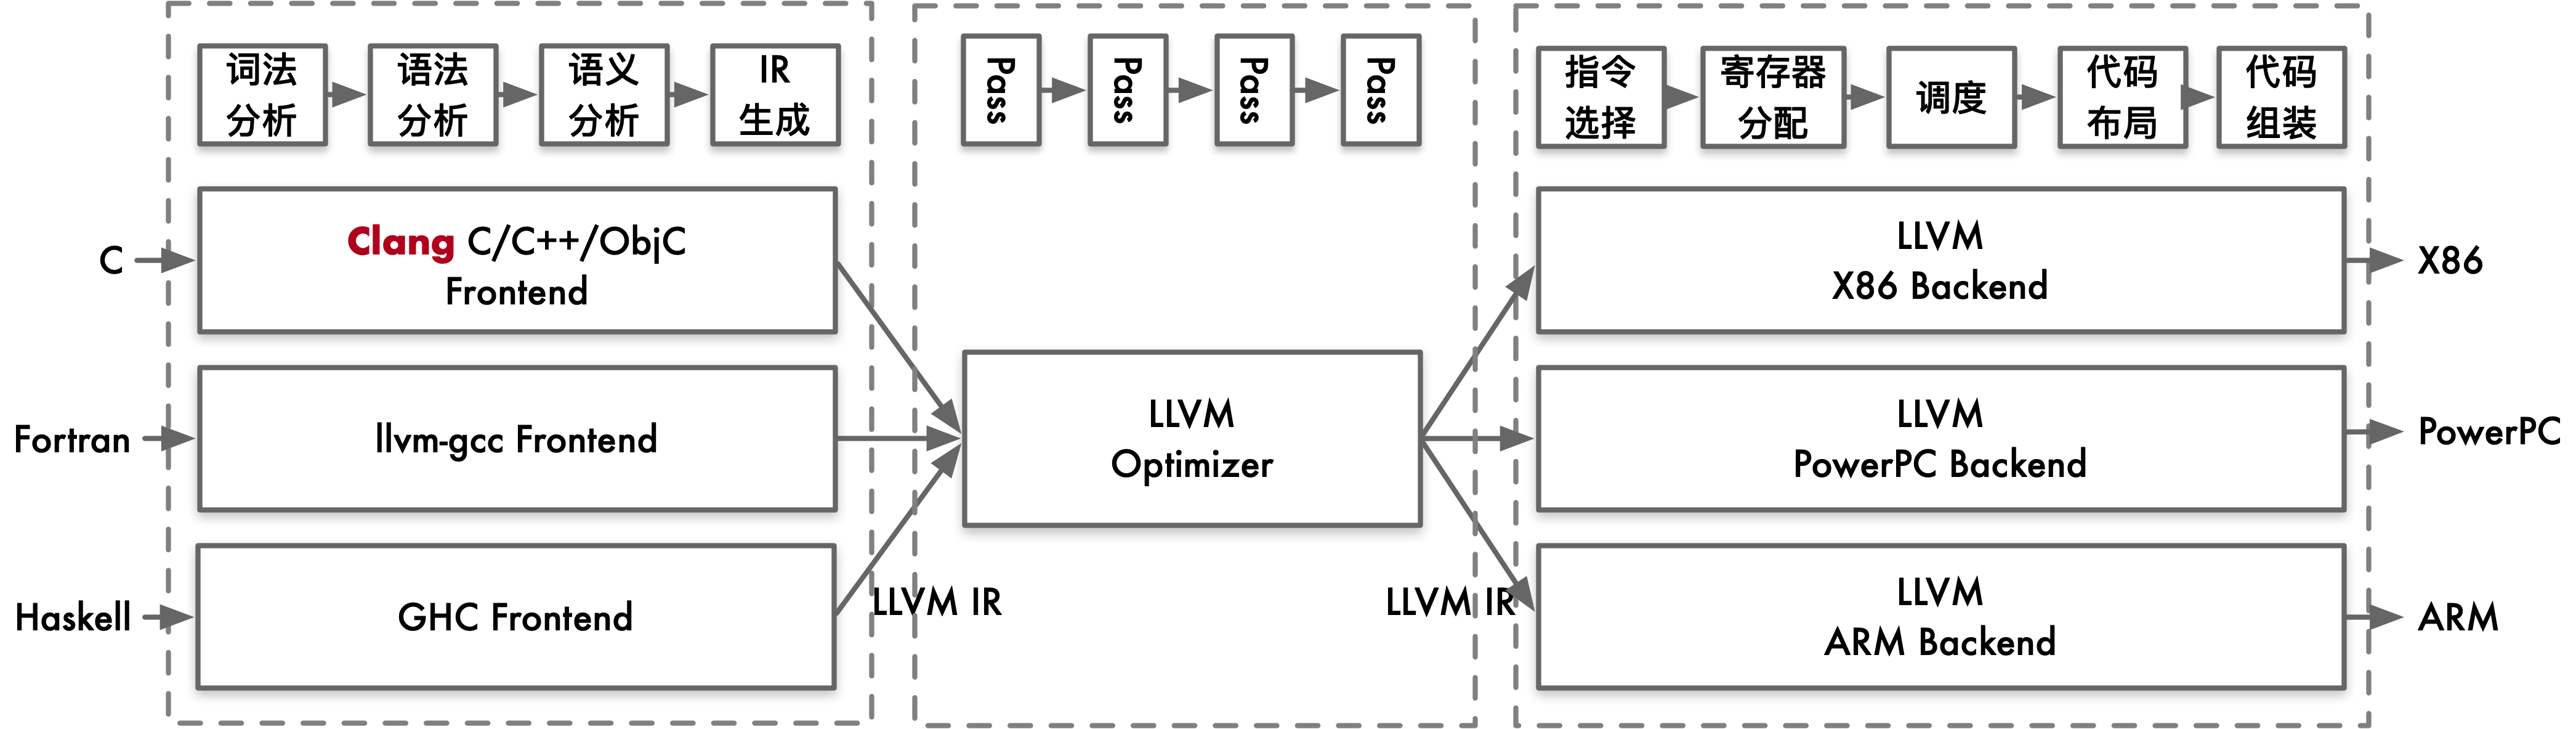 词法
分析
语法
分析
语义
分析
IR
生成
Pass
Pass
Pass
Pass
指令
选择
寄存器
分配
调度
代码
布局
代码
组装
C
Clang C/C++/ObjC
Frontend
Fortran
llvm-gcc Frontend
Haskell
GHC Frontend
LLVM IR
LLVM
Optimizer
LLVM IR
LLVM
X86 Backend
X86
LLVM
PowerPC Backend
PowerPC
LLVM
ARM Backend
ARM